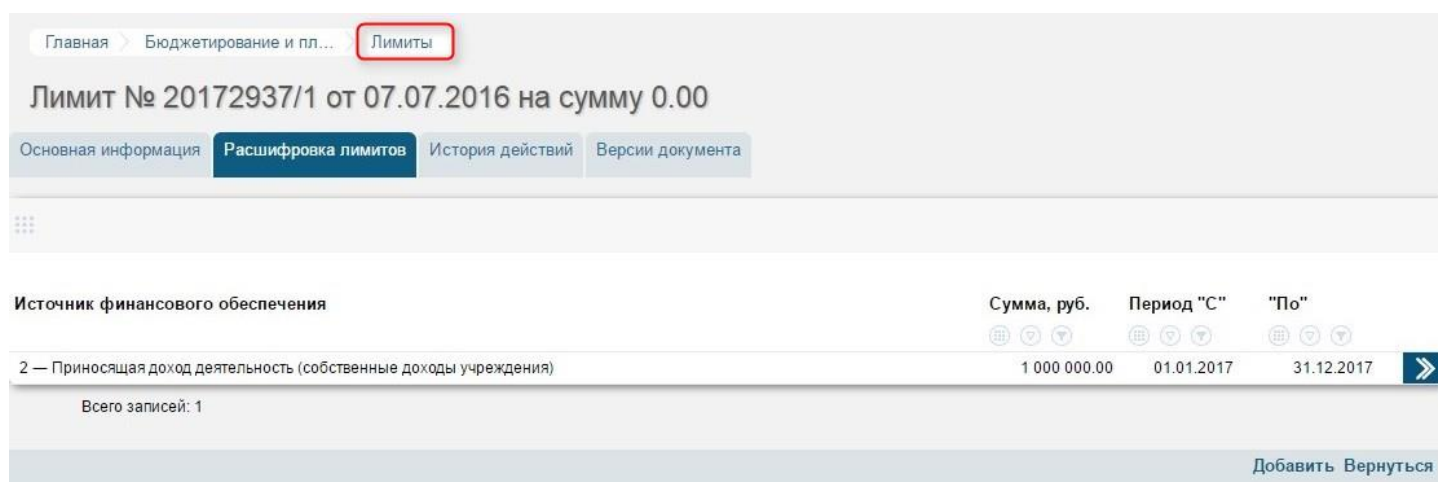 Главная Бюджетирование и пл... Лимиты
Лимит № 20172937/1 от 07.07.2016 на сумму 0.00
Основная информация Расшифровка лимитов История действий Версии документа
Источник финансового обеспечения Сумма, руб. Период "С" "По"
2 — Приносящая доход деятельность (собственные доходы учреждения) 1 000 000.00 01.01.2017 31.12.2017
Всего записей: 1
Добавить Вернуться